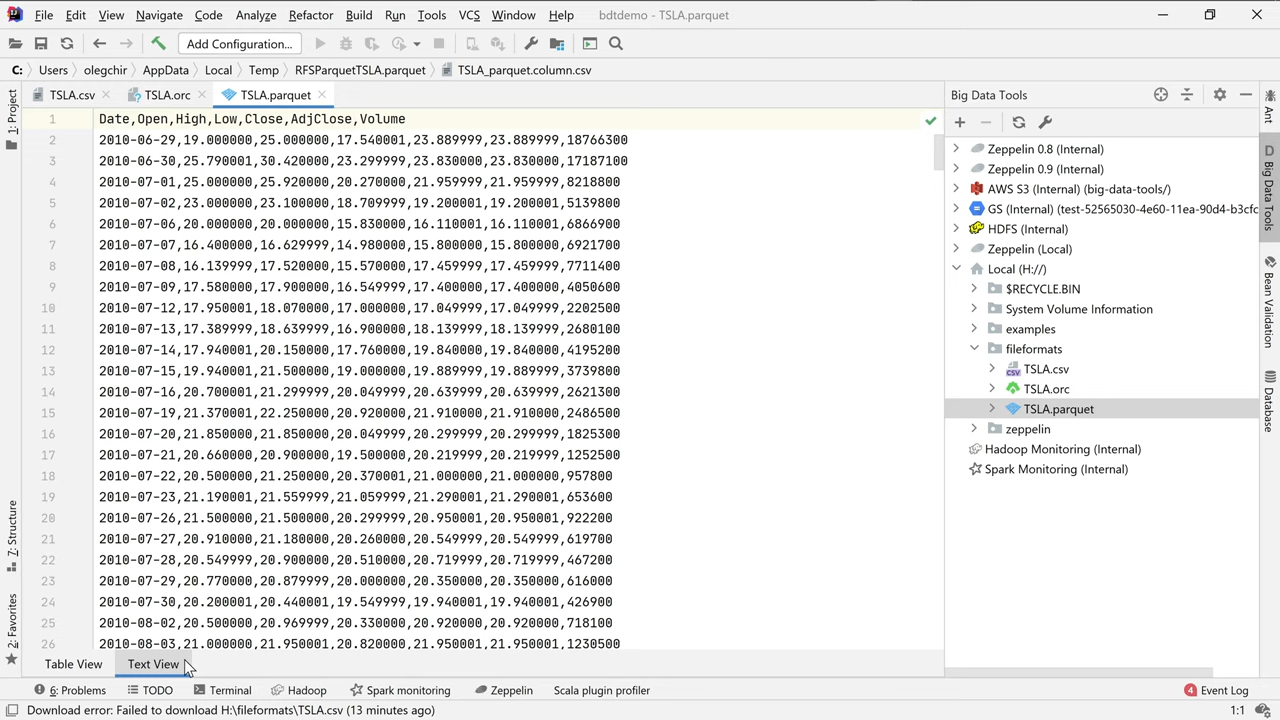 File Edit View Navigate Code Analyze Refactor Build Run Tools VCS Window Help bdtdemo - TSLA.parquet
Add Configuration...
C: Users olegchir AppData Local Temp RFSParquetTSLA.parquet TSLA_parquet.column.csv
TSLA.csv TSLA.orc TSLA.parquet
1 Date,Open,High,Low,Close,AdjClose,Volume
2 2010-06-29,19.000000,25.000000,17.540001,23.889999,23.889999,18766300
3 2010-06-30,25.790001,30.420000,23.299999,23.830000,23.830000,17187100
4 2010-07-01,25.000000,25.920000,20.270000,21.959999,21.959999,8218800
5 2010-07-02,23.000000,23.100000,18.709999,19.200001,19.200001,5139800
6 2010-07-06,20.000000,20.000000,15.830000,16.110001,16.110001,6866900
7 2010-07-07,16.400000,16.629999,14.980000,15.800000,15.800000,6921700
8 2010-07-08,16.139999,17.520000,15.570000,17.459999,17.459999,7711400
9 2010-07-09,17.580000,17.900000,16.549999,17.400000,17.400000,4050600
10 2010-07-12,17.950001,18.070000,17.000000,17.049999,17.049999,2202500
11 2010-07-13,17.389999,18.639999,16.900000,18.139999,18.139999,2680100
12 2010-07-14,17.940001,20.150000,17.760000,19.840000,19.840000,4195200
13 2010-07-15,19.940001,21.500000,19.000000,19.889999,19.889999,3739800
14 2010-07-16,20.700001,21.299999,20.049999,20.639999,20.639999,2621300
15 2010-07-19,21.370001,22.250000,20.920000,21.910000,21.910000,2486500
16 2010-07-20,21.850000,21.850000,20.049999,20.299999,20.299999,1825300
17 2010-07-21,20.660000,20.900000,19.500000,20.219999,20.219999,1252500
18 2010-07-22,20.500000,21.250000,20.370001,21.000000,21.000000,957800
19 2010-07-23,21.190001,21.559999,21.059999,21.290001,21.290001,653600
20 2010-07-26,21.500000,21.500000,20.299999,20.950001,20.950001,922200
21 2010-07-27,20.910000,21.180000,20.260000,20.549999,20.549999,619700
22 2010-07-28,20.549999,20.900000,20.510000,20.719999,20.719999,467200
23 2010-07-29,20.770000,20.879999,20.000000,20.350000,20.350000,616000
24 2010-07-30,20.200001,20.440001,19.549999,19.940001,19.940001,426900
25 2010-08-02,20.500000,20.969999,20.330000,20.920000,20.920000,718100
26 2010-08-03,21.000000,21.950001,20.820000,21.950001,21.950001,1230500
Table View Text View
Big Data Tools
Zeppelin 0.8 (Internal)
Zeppelin 0.9 (Internal)
AWS S3 (Internal) (big-data-tools/)
GS (Internal) (test-52565030-4e60-11ea-90d4-b3cfc
HDFS (Internal)
Zeppelin (Local)
Local (H://)
$RECYCLE.BIN
System Volume Information
examples
fileformats
TSLA.csv
TSLA.orc
TSLA.parquet
zeppelin
Hadoop Monitoring (Internal)
Spark Monitoring (Internal)
1: Project
7: Structure
2: Favorites
Ant
Big Data Tools
Bean Validation
Database
6: Problems TODO Terminal Hadoop Spark monitoring Zeppelin Scala plugin profiler 4 Event Log
Download error: Failed to download H:\fileformats\TSLA.csv (13 minutes ago) 1:1